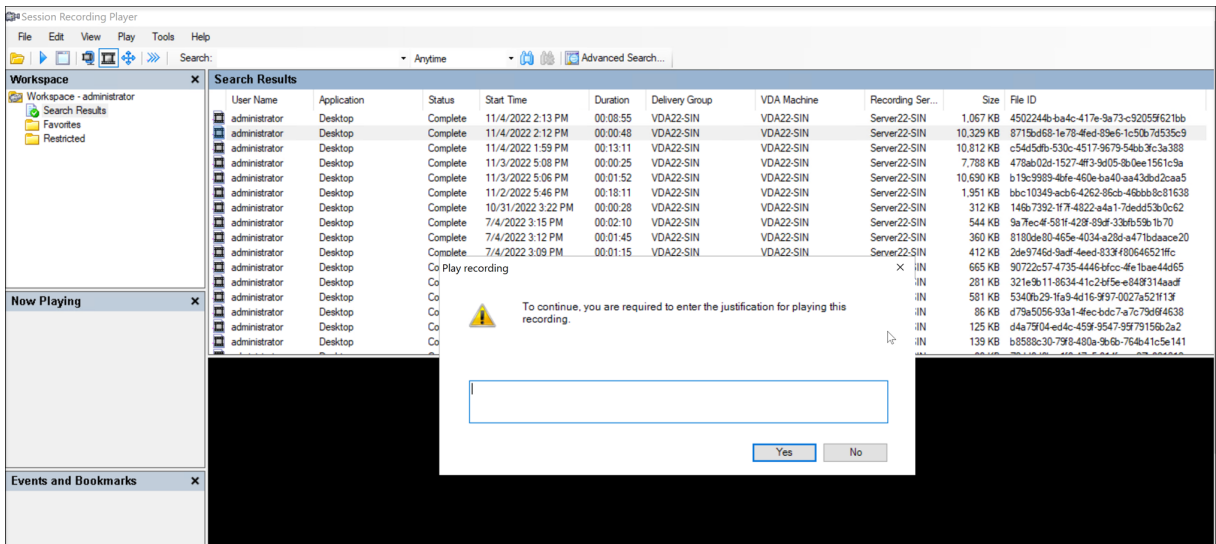 Session Recording Player
File Edit View Play Tools Help
Search: Anytime Advanced Search...
Workspace
Workspace - administrator
Search Results
Favorites
Restricted
Now Playing
Events and Bookmarks
Search Results
User Name Application Status Start Time Duration Delivery Group VDA Machine Recording Ser... Size File ID
administrator Desktop Complete 11/4/2022 2:13 PM 00:08:55 VDA22-SIN VDA22-SIN Server22-SIN 1,067 KB 4502244b-ba4c-417e-9a73-c92055f621bb
administrator Desktop Complete 11/4/2022 2:12 PM 00:00:48 VDA22-SIN VDA22-SIN Server22-SIN 10,329 KB 8715bd68-1e78-4fed-89e6-1c50b7d535c9
administrator Desktop Complete 11/4/2022 1:59 PM 00:13:11 VDA22-SIN VDA22-SIN Server22-SIN 10,812 KB c54d5dfb-530c-4517-9679-54bb3fc3a388
administrator Desktop Complete 11/3/2022 5:08 PM 00:00:25 VDA22-SIN VDA22-SIN Server22-SIN 7,788 KB 478ab02d-1527-4ff3-9d05-8b0ee1561c9a
administrator Desktop Complete 11/3/2022 5:06 PM 00:01:52 VDA22-SIN VDA22-SIN Server22-SIN 10,690 KB b19c9989-4bfe-460e-ba40-aa43dbd2caa5
administrator Desktop Complete 11/2/2022 5:46 PM 00:18:11 VDA22-SIN VDA22-SIN Server22-SIN 1,951 KB bbc10349-acb6-4262-86cb-46bbb8c81638
administrator Desktop Complete 10/31/2022 3:22 PM 00:00:28 VDA22-SIN VDA22-SIN Server22-SIN 312 KB 146b7392-1f7f-4822-a4a1-7dedd53b0c62
administrator Desktop Complete 7/4/2022 3:15 PM 00:02:10 VDA22-SIN VDA22-SIN Server22-SIN 544 KB 9a7fec4f-581f-428f-89df-33bfb59b1b70
administrator Desktop Complete 7/4/2022 3:12 PM 00:01:45 VDA22-SIN VDA22-SIN Server22-SIN 360 KB 8180de80-465e-4034-a28d-a471bdaace20
administrator Desktop Complete 7/4/2022 3:09 PM 00:01:15 VDA22-SIN VDA22-SIN Server22-SIN 412 KB 2de9746d-9adf-4eed-833f-f80646521ffc
administrator Desktop Co SIN 665 KB 90722c57-4735-4446-bfcc-4fe1bae44d65
administrator Desktop Co SIN 281 KB 321e9b11-8634-41c2-bf5e-e848f314aadf
administrator Desktop Co SIN 581 KB 5340fb29-1fa9-4d16-9f97-0027a521f13f
administrator Desktop Co SIN 86 KB d79a5056-93a1-4fec-bdc7-a7c79d6f4638
administrator Desktop Co SIN 125 KB d4a75f04-ed4c-459f-9547-95f79156b2a2
administrator Desktop Co SIN 139 KB b8588c30-79f8-480a-9b6b-764b41c5e141
Play recording
To continue, you are required to enter the justification for playing this
recording.
Yes No